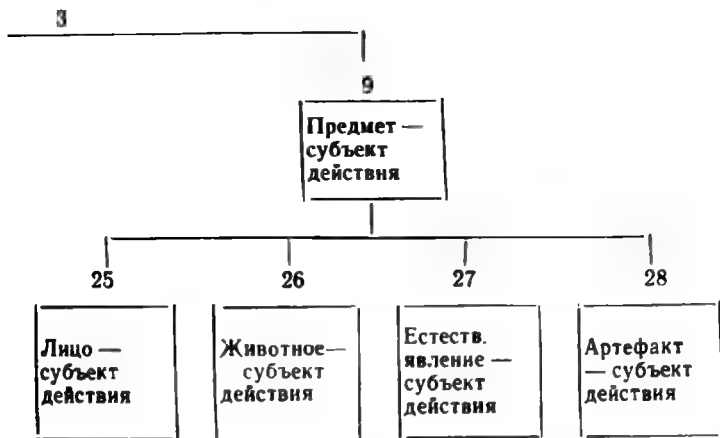 3
9
Предмет —
субъект
действия
25
26
27
28
Лицо —
субъект
действия
Животное—
субъект
действия
Естеств.
явление —
субъект
действия
Артефакт
— субъект
действия